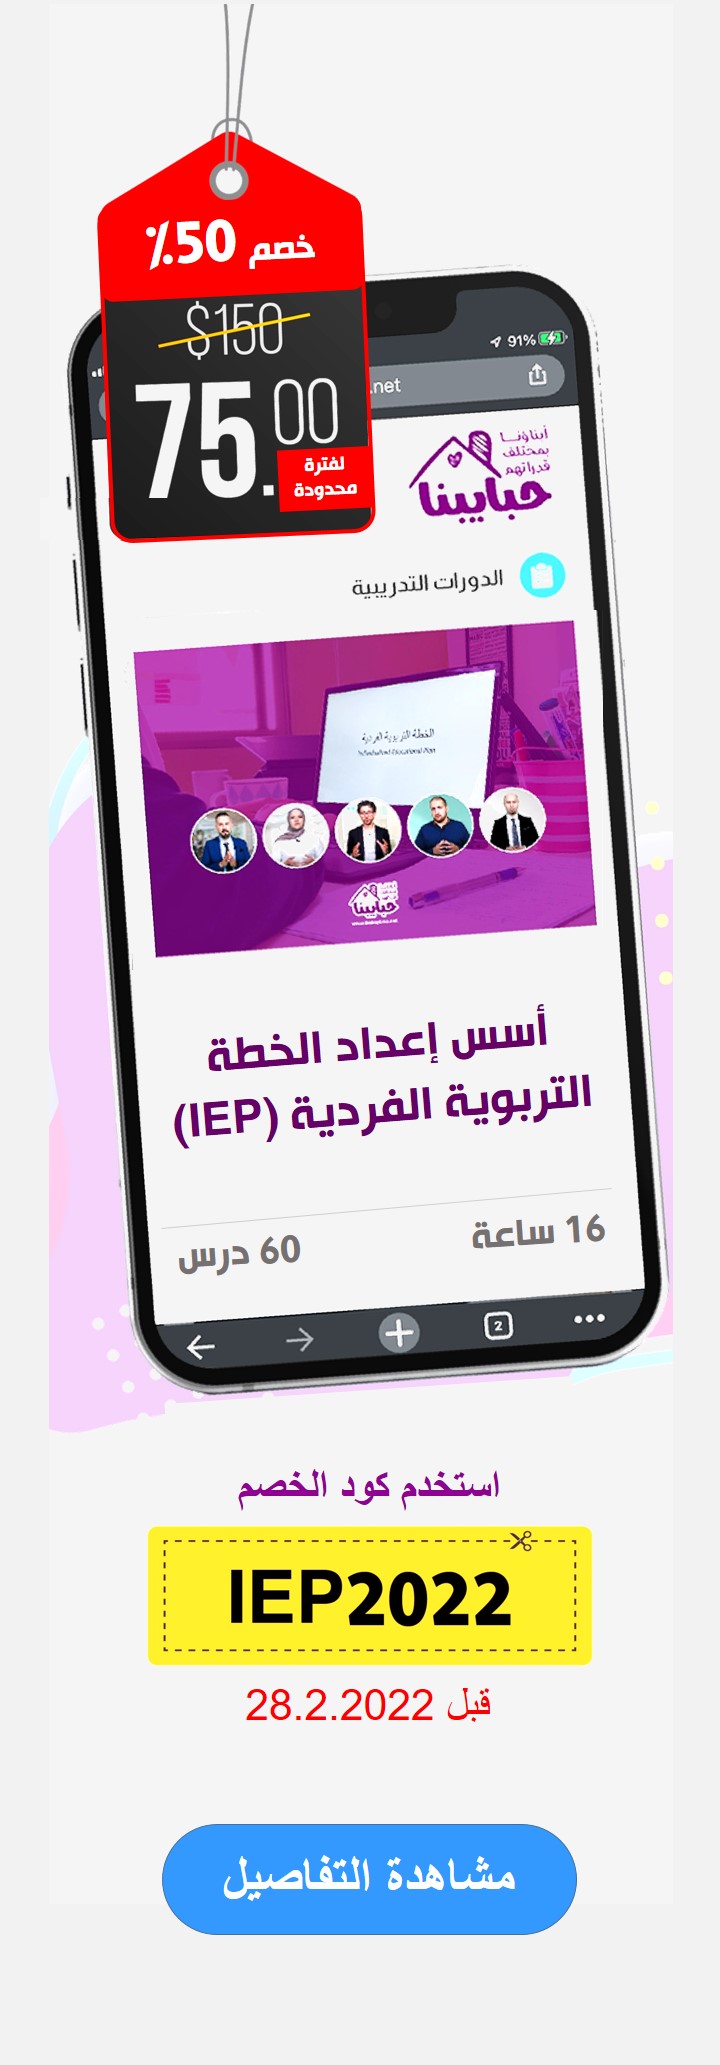 خصم 50٪
$150
75.00
لفترة
محدودة
91%
.net
أبناؤنا
بمختلف
قدراتهم
حبايبنا
الدورات التدريبية
الخطة التربوية الفردية
Individualized Educational Plan
حبايبنا
أسس إعداد الخطة
التربوية الفردية (IEP)
16 ساعة
60 درس
2
استخدم كود الخصم
IEP2022
قبل 28.2.2022
مشاهدة التفاصيل